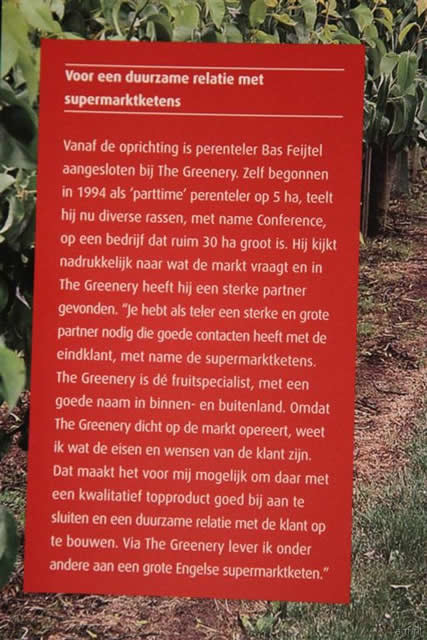 Voor een duurzame relatie met
supermarktketens
Vanaf de oprichting is perenteler Bas Feijtel
aangesloten bij The Greenery. Zelf begonnen
in 1994 als 'parttime' perenteler op 5 ha, teelt
hij nu diverse rassen, met name Conference,
op een bedrijf dat ruim 30 ha groot is. Hij kijkt
nadrukkelijk naar wat de markt vraagt en in
The Greenery heeft hij een sterke partner
gevonden. "Je hebt als teler een sterke en grote
partner nodig die goede contacten heeft met de
eindklant, met name de supermarktketens.
The Greenery is dé fruitspecialist, met een
goede naam in binnen- en buitenland. Omdat
The Greenery dicht op de markt opereert, weet
ik wat de eisen en wensen van de klant zijn.
Dat maakt het voor mij mogelijk om daar met
een kwalitatief topproduct goed bij aan te
sluiten en een duurzame relatie met de klant op
te bouwen. Via The Greenery lever ik onder
andere aan een grote Engelse supermarktketen."
2